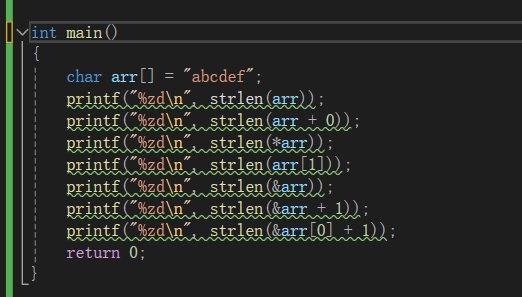 int main()
{
char arr[] = "abcdef";
printf("%zd\n", strlen(arr));
printf("%zd\n", strlen(arr + 0));
printf("%zd\n", strlen(*arr));
printf("%zd\n", strlen(arr[1]));
printf("%zd\n", strlen(&arr));
printf("%zd\n", strlen(&arr + 1));
printf("%zd\n", strlen(&arr[0] + 1));
return 0;
}